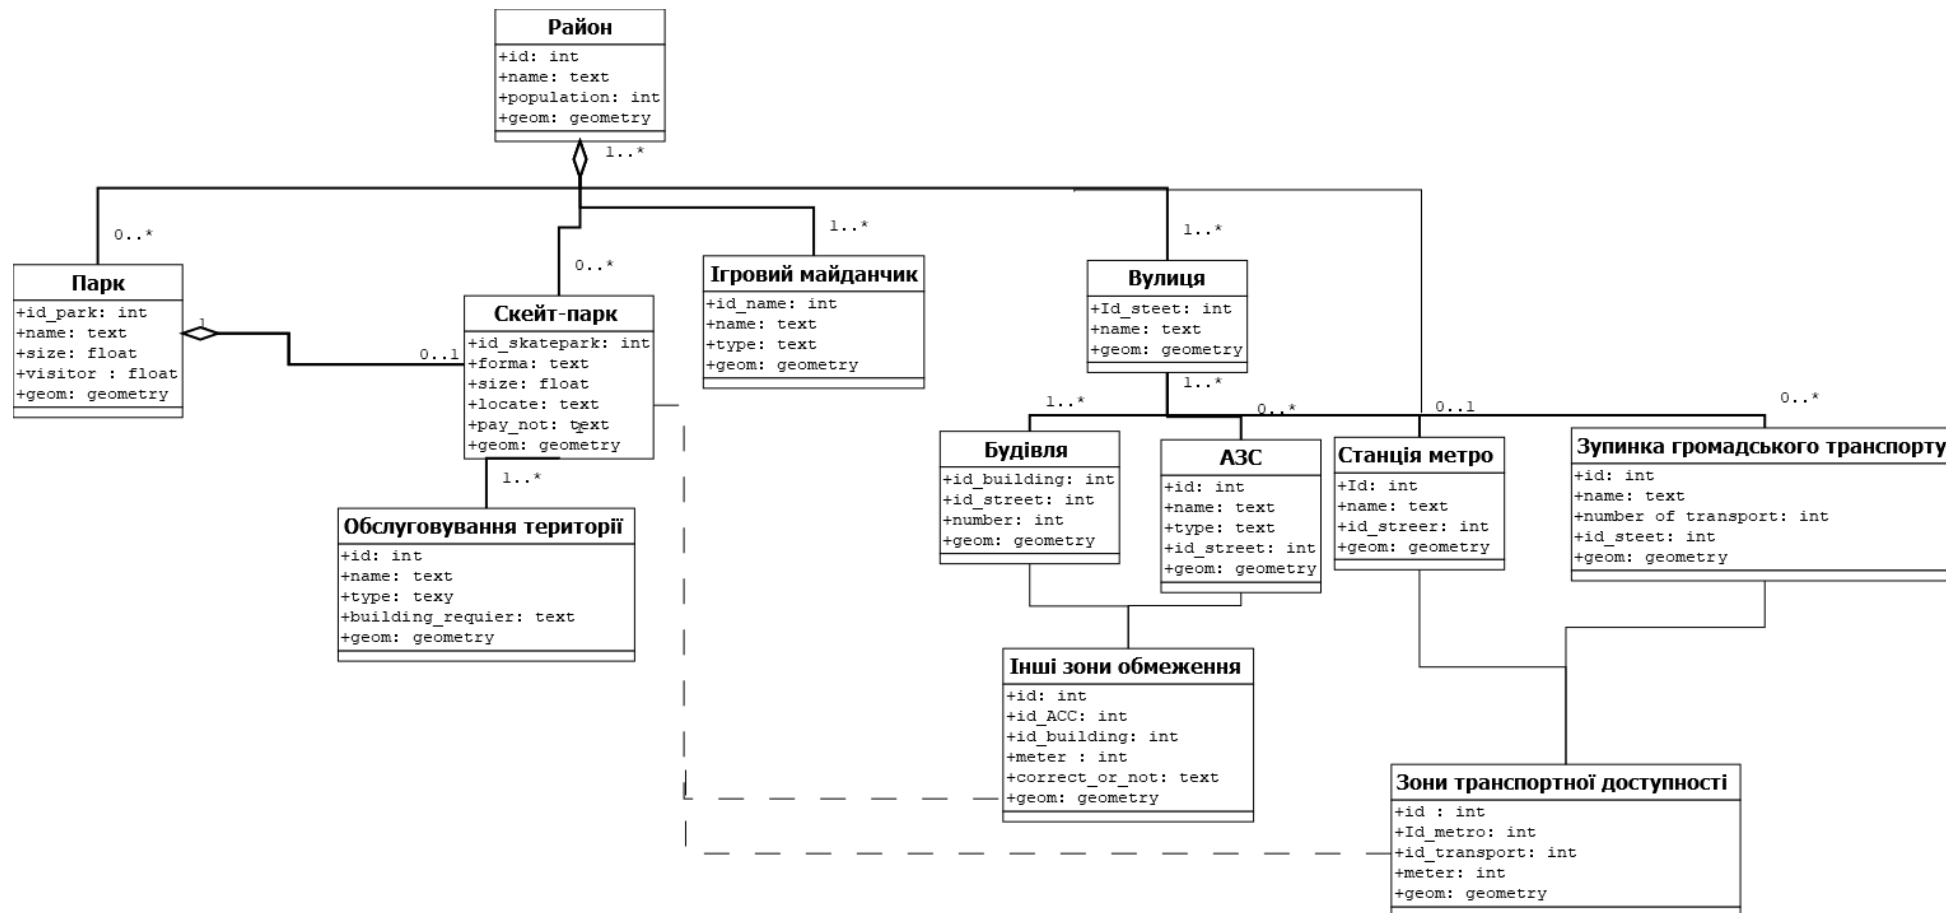 Район
+id: int
+name: text
+population: int
+geom: geometry
1..*
0..*
0..*
1..*
1..*
Парк
+id_park: int
+name: text
+size: float
+visitor : float
+geom: geometry
1
0..1
Скейт-парк
+id_skatepark: int
+forma: text
+size: float
+locate: text
+pay_not: text
+geom: geometry
1..*
Ігровий майданчик
+id_name: int
+name: text
+type: text
+geom: geometry
Вулиця
+Id_steet: int
+name: text
+geom: geometry
1..*
1..*
0..*
0..1
0..*
Обслуговування території
+id: int
+name: text
+type: texy
+building_requier: text
+geom: geometry
Будівля
+id_building: int
+id_street: int
+number: int
+geom: geometry
АЗС
+id: int
+name: text
+type: text
+id_street: int
+geom: geometry
Станція метро
+Id: int
+name: text
+id_streer: int
+geom: geometry
Зупинка громадського транспорту
+id: int
+name: text
+number of transport: int
+id_steet: int
+geom: geometry
Інші зони обмеження
+id: int
+id_ACC: int
+id_building: int
+meter : int
+correct_or_not: text
+geom: geometry
Зони транспортної доступності
+id : int
+Id_metro: int
+id_transport: int
+meter: int
+geom: geometry